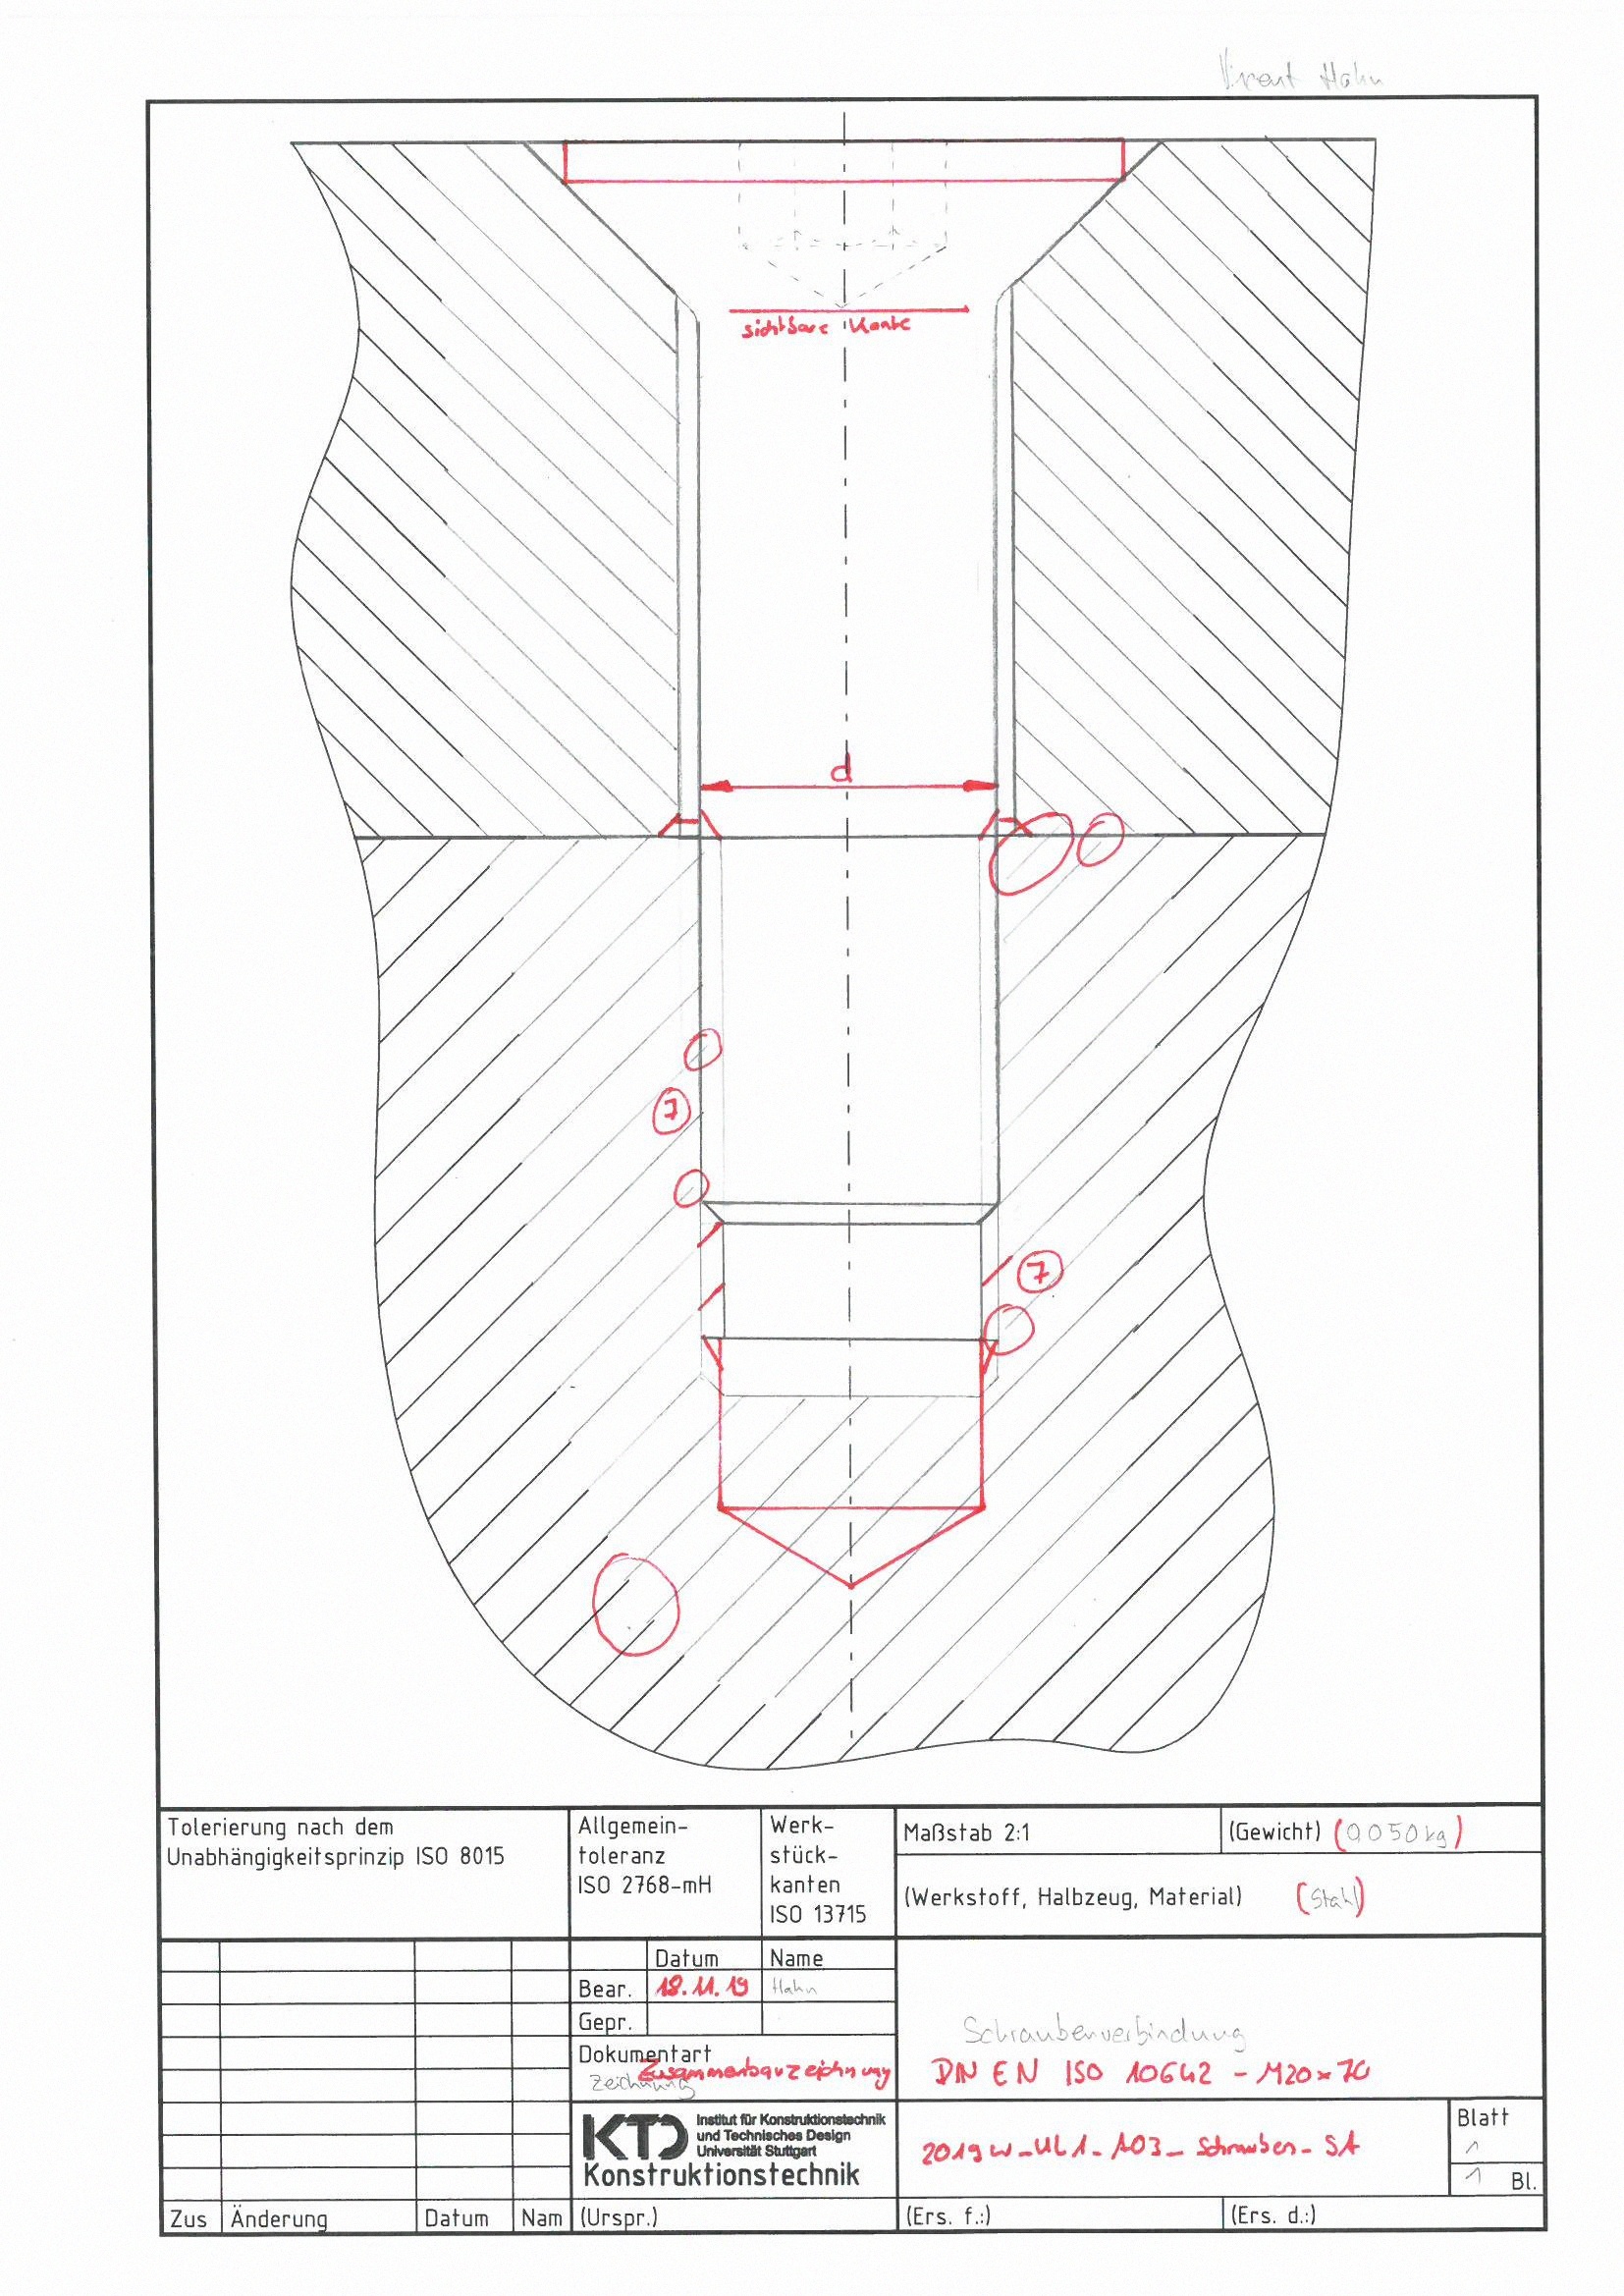 Hahn
sichtbare Kante
d
7
7
Tolerierung nach dem
Unabhängigkeitsprinzip ISO 8015
Allgemein-
toleranz
ISO 2768-mH
Werk-
stück-
kanten
ISO 13715
Maßstab 2:1
(Gewicht) (0,050kg)
(Werkstoff, Halbzeug, Material) (Stahl)
Datum Name
Bear. 18.11.19 Hahn
Gepr.
Dokumentart
Zusammenbauzeichnung
Zeichnung
Schraubenverbindung
DIN EN ISO 10642 - M20x70
KTD Institut für Konstruktionstechnik
und Technisches Design
Universität Stuttgart
Konstruktionstechnik
2019W_UL1_A03_Schrauben_SA
Blatt
1
1 Bl.
Zus Änderung Datum Nam (Urspr.) (Ers. f.:) (Ers. d.:)